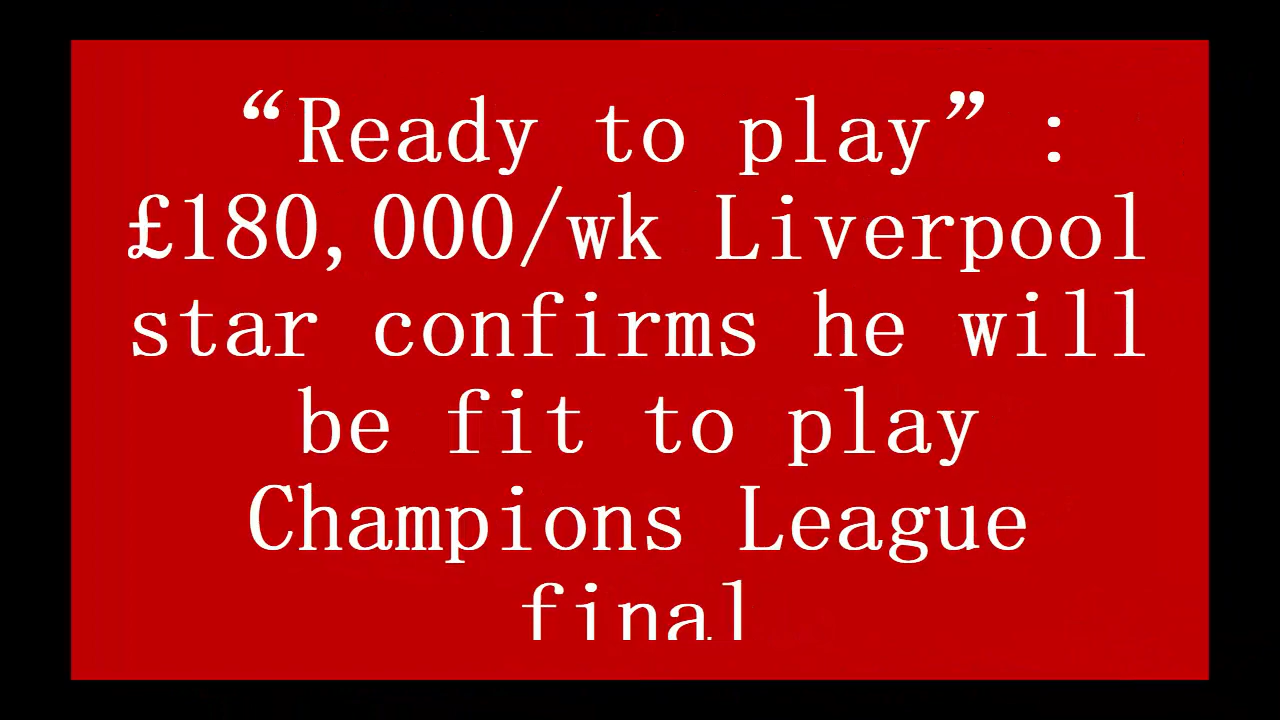 “Ready to play”:
£180,000/wk Liverpool
star confirms he will
be fit to play
Champions League
final